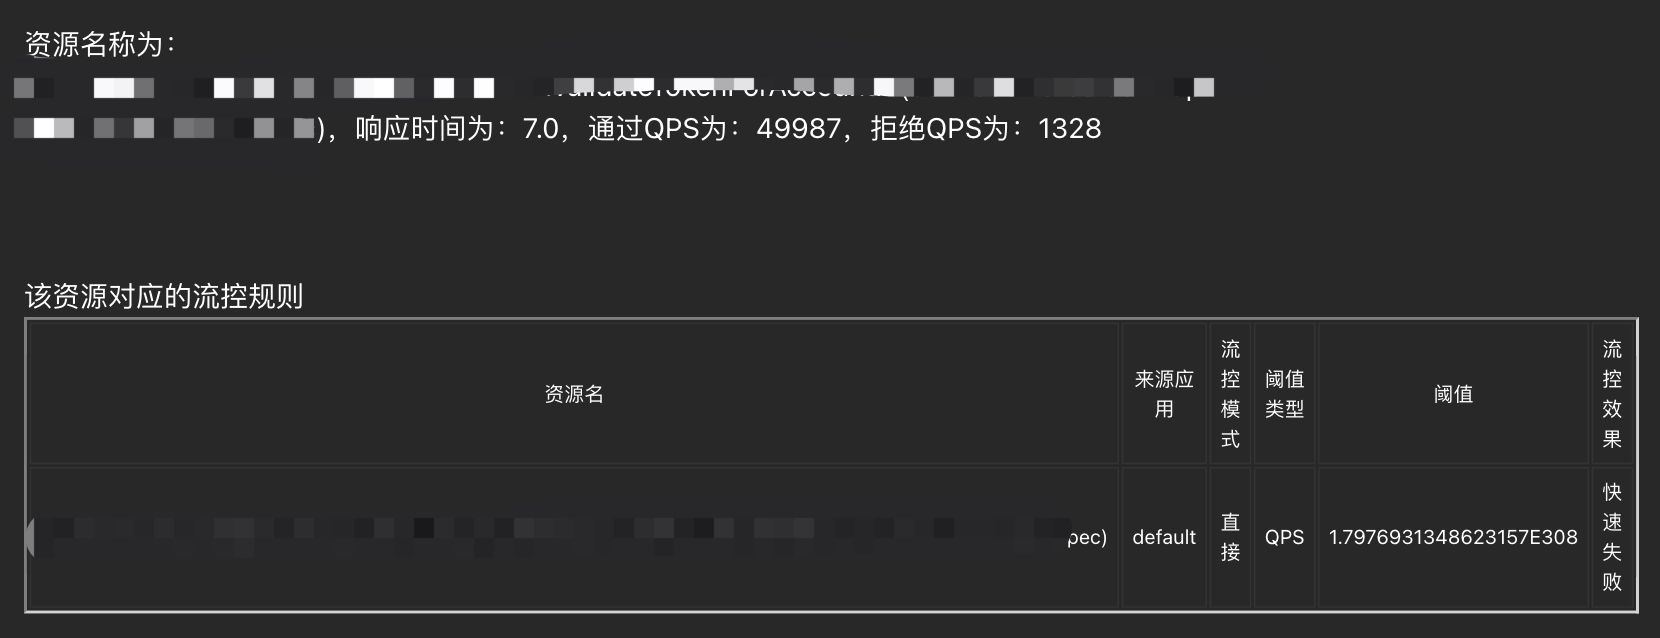 资源名称为：
)，响应时间为：7.0，通过QPS为：49987，拒绝QPS为：1328
该资源对应的流控规则
资源名
来源应
用
流
控
模
式
阈值
类型
阈值
流
控
效
果
pec)
default
直
接
QPS
1.7976931348623157E308
快
速
失
败